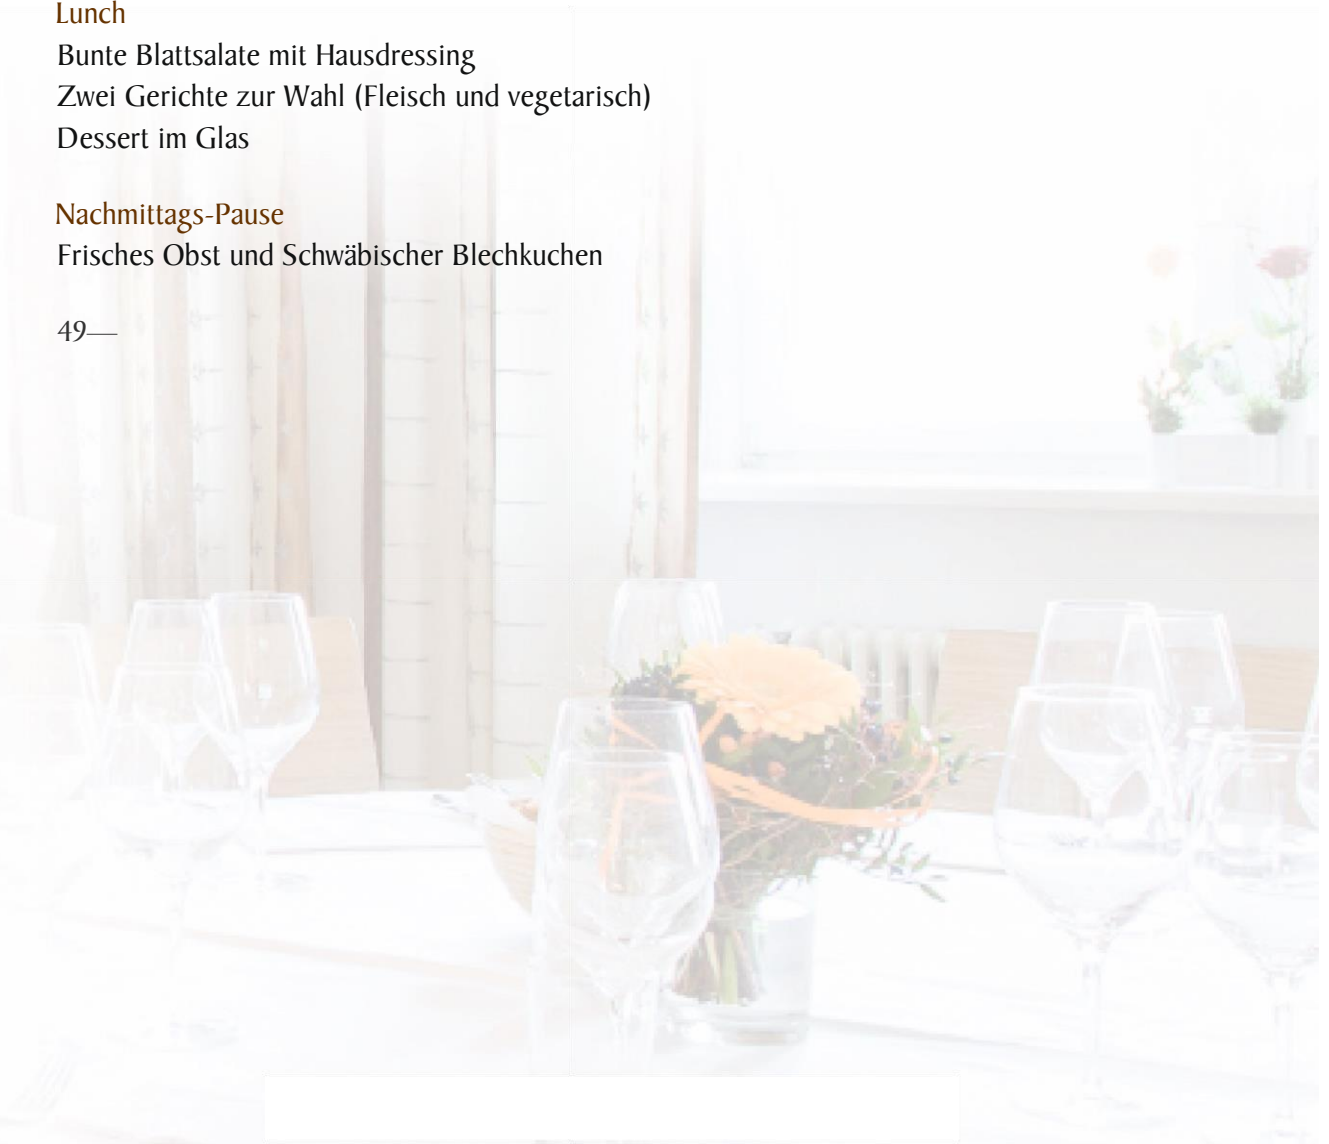 Lunch
Bunte Blattsalate mit Hausdressing
Zwei Gerichte zur Wahl (Fleisch und vegetarisch)
Dessert im Glas
Nachmittags-Pause
Frisches Obst und Schwäbischer Blechkuchen
49—